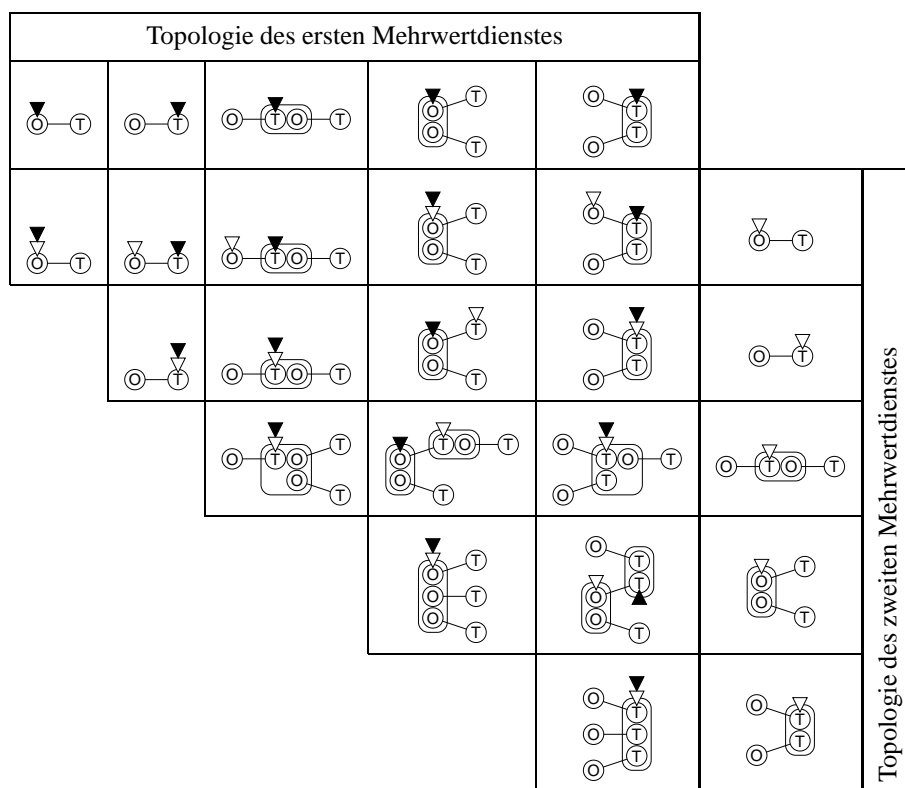 Topologie des ersten Mehrwertdienstes
O T O T O T O T O T O T O T O T
O T O T O T O T O T O T O T O T O T
O T O T O T O T O T O T O T O T
O T O T O T O T O T O T O T T O O T O T
O T O T O T O T O T O T O T O T
O T O T O T O T O T
Topologie des zweiten Mehrwertdienstes